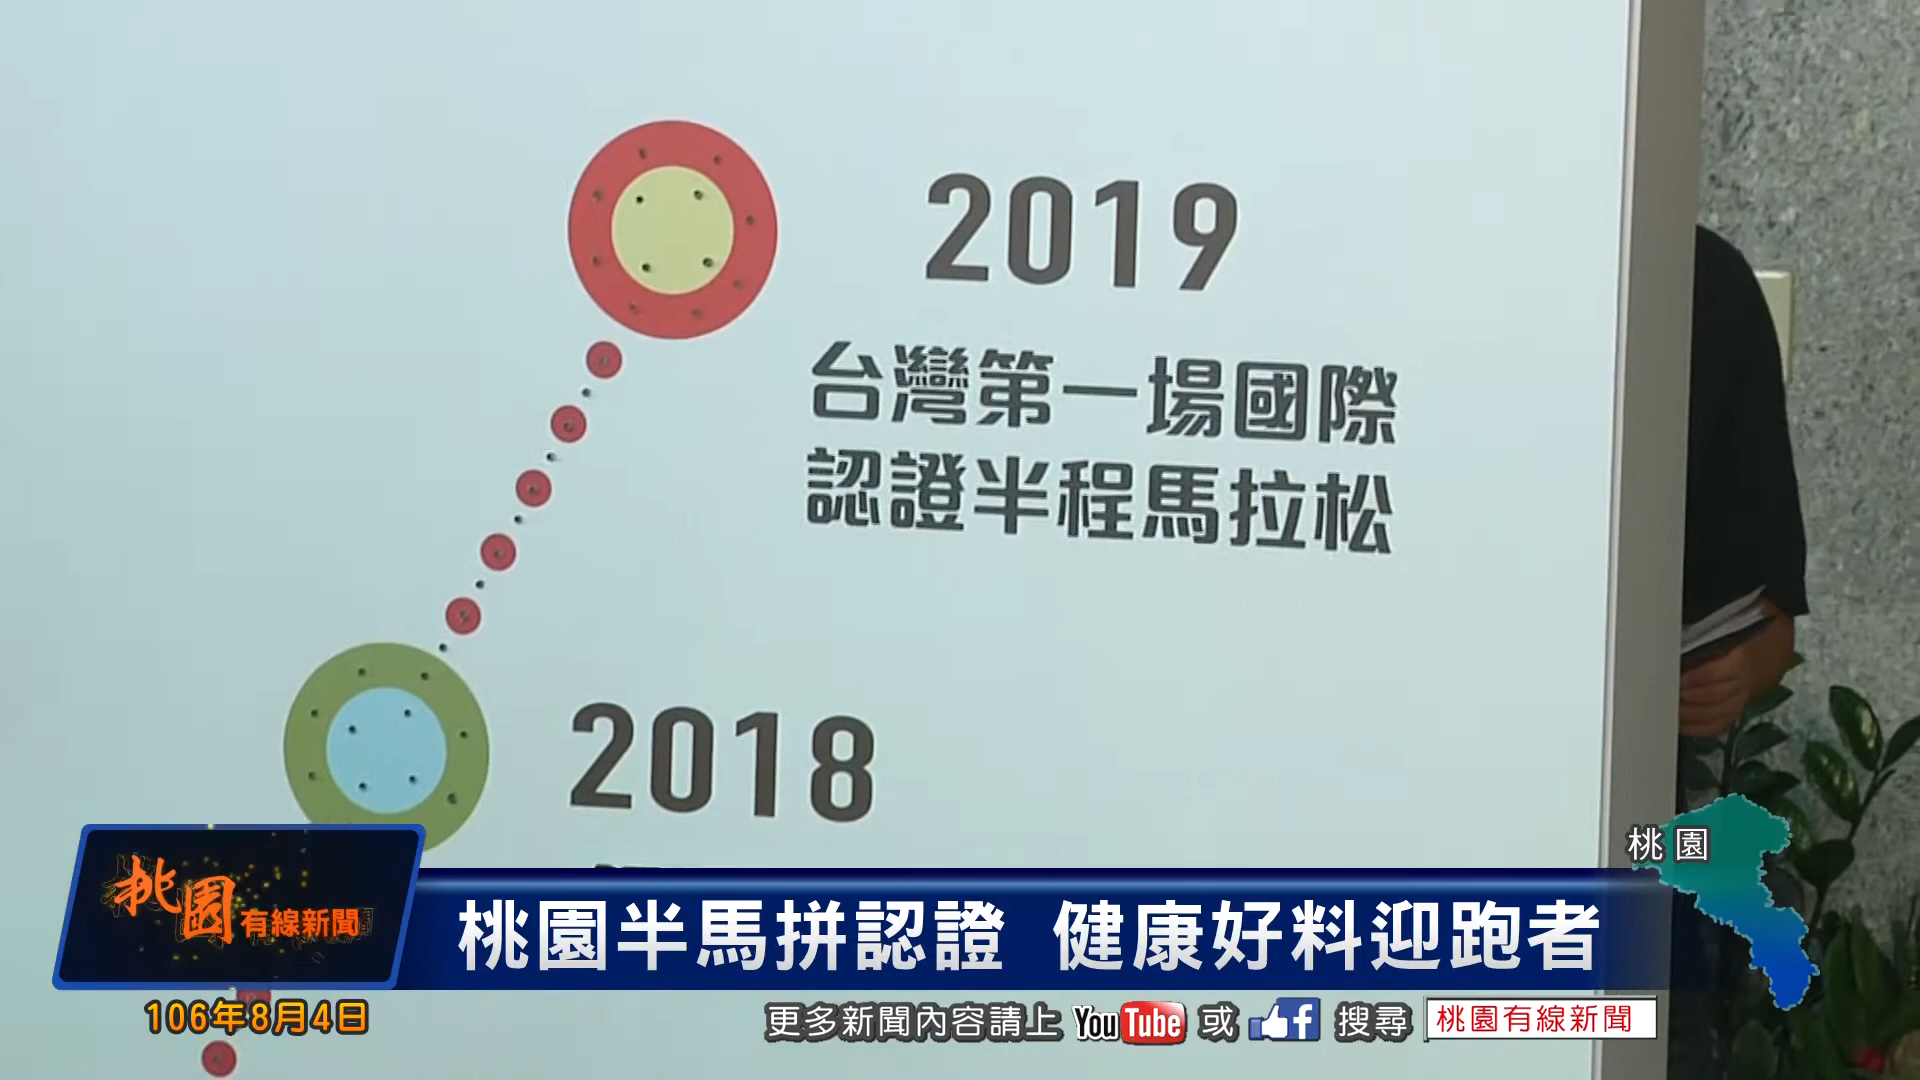 2019
台灣第一場國際
認證半程馬拉松
2018
桃園
桃園有線新聞
桃園半馬拼認證 健康好料迎跑者
106年8月4日
更多新聞內容請上 YouTube 或 f 搜尋 桃園有線新聞